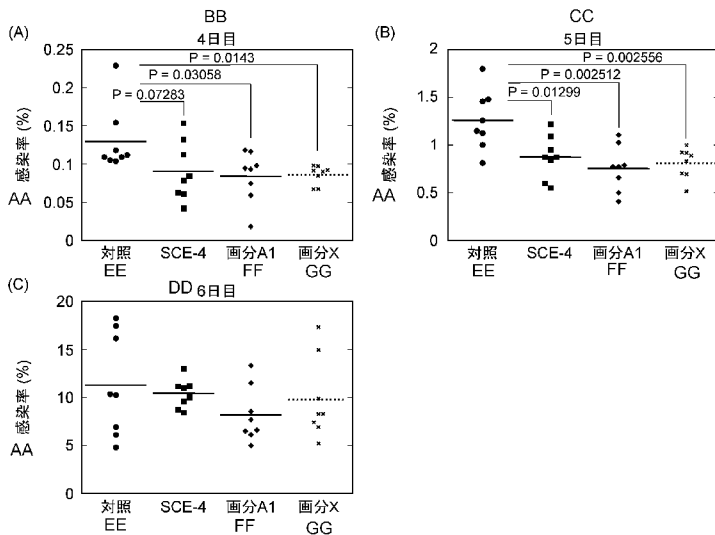 BB
(A)
4日目
P = 0.0143
P = 0.03058
P = 0.07283
0.25
0.2
0.15
0.1
0.05
0
感染率 (%)
AA
対照
SCE-4
画分A1
画分X
EE
FF
GG
CC
(B)
5日目
P = 0.002556
P = 0.002512
P = 0.01299
2
1.5
1
0.5
0
感染率 (%)
AA
対照
SCE-4
画分A1
画分X
EE
FF
GG
(C)
DD 6日目
20
15
10
5
0
感染率 (%)
AA
対照
SCE-4
画分A1
画分X
EE
FF
GG